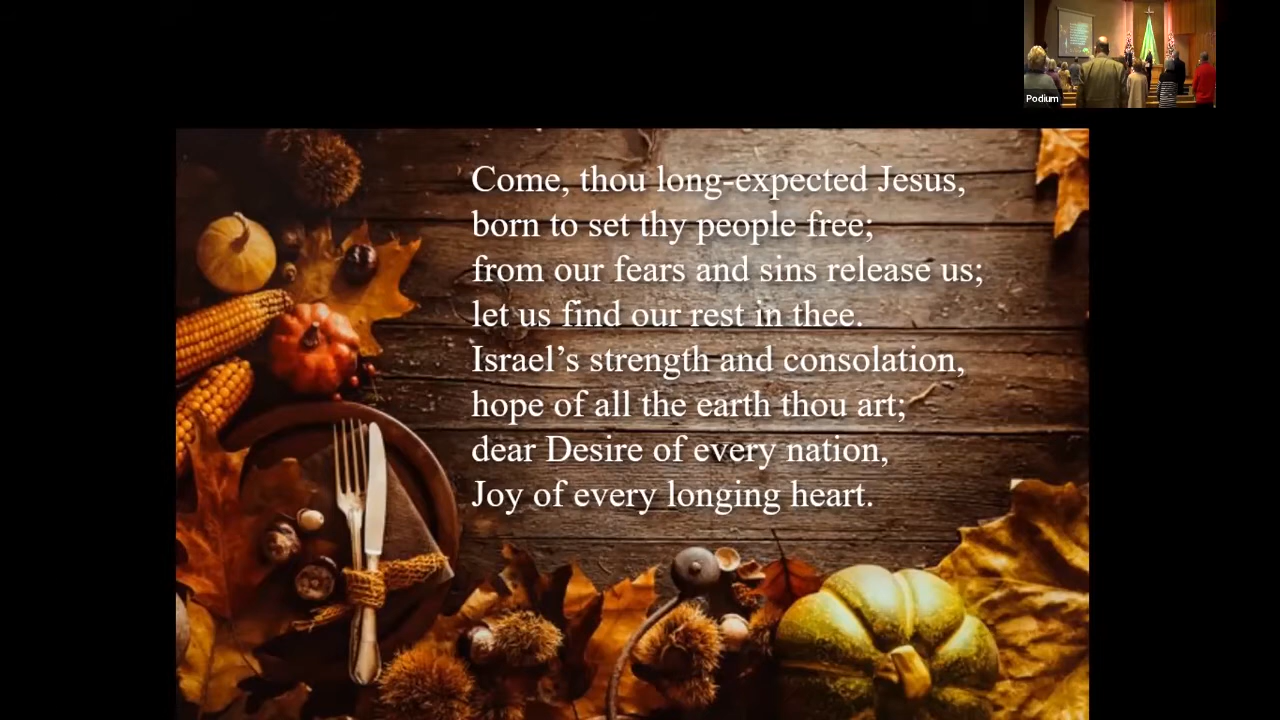 Podium
Come, thou long-expected Jesus,
born to set thy people free;
from our fears and sins release us;
let us find our rest in thee.
Israel’s strength and consolation,
hope of all the earth thou art;
dear Desire of every nation,
Joy of every longing heart.